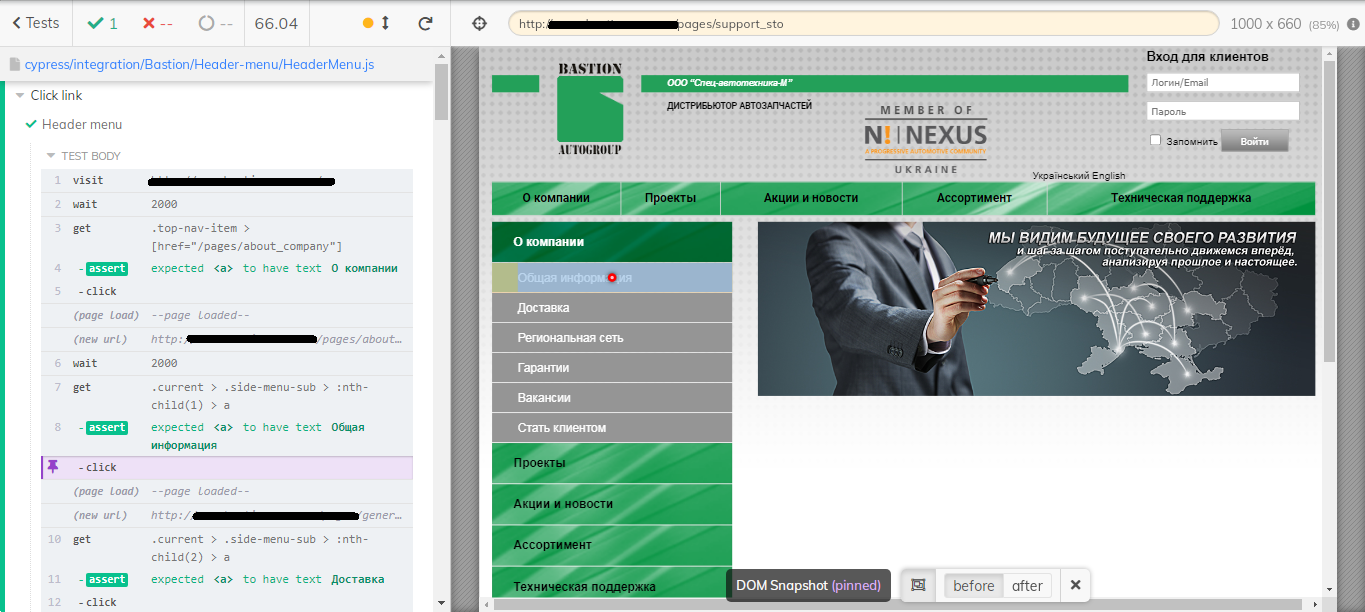 Tests
1
--
--
66.04
http:
pages/support_sto
1000 x 660 (85%)
cypress/integration/Bastion/Header-menu/HeaderMenu.js
Click link
Header menu
TEST BODY
1 visit
2 wait 2000
3 get .top-nav-item >
[href="/pages/about_company"]
4 -assert expected <a> to have text О компании
5 -click
(page load) --page loaded--
(new url) http:/ /pages/about…
6 wait 2000
7 get .current > .side-menu-sub > :nth-
child(1) > a
8 -assert expected <a> to have text Общая
информация
-click
(page load) --page loaded--
(new url) http:// /gener…
10 get .current > .side-menu-sub > :nth-
child(2) > a
11 -assert expected <a> to have text Доставка
12 -click
BASTION
AUTOGROUP
ООО “Спец-автотехника-М”
ДИСТРИБЬЮТОР АВТОЗАПЧАСТЕЙ
MEMBER OF
N!|NEXUS
A PROGRESSIVE AUTOMOTIVE COMMUNITY
UKRAINE
Вход для клиентов
Логин/Email
Пароль
Запомнить Войти
Український English
О компании Проекты Акции и новости Ассортимент Техническая поддержка
О компании
Общая информация
Доставка
Региональная сеть
Гарантии
Вакансии
Стать клиентом
Проекты
Акции и новости
Ассортимент
Техническая поддержка
МЫ ВИДИМ БУДУЩЕЕ СВОЕГО РАЗВИТИЯ
и шаг за шагом поступательно движемся вперёд,
анализируя прошлое и настоящее.
DOM Snapshot (pinned) before after